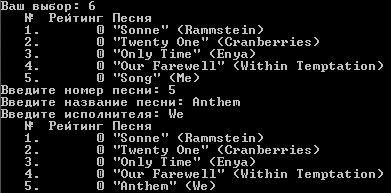 Ваш выбор: 6
№ Рейтинг Песня
1. 0 "Sonne" (Rammstein)
2. 0 "Twenty One" (Cranberries)
3. 0 "Only Time" (Enya)
4. 0 "Our Farewell" (Within Temptation)
5. 0 "Song" (Me)
Введите номер песни: 5
Введите название песни: Anthem
Введите исполнителя: We
№ Рейтинг Песня
1. 0 "Sonne" (Rammstein)
2. 0 "Twenty One" (Cranberries)
3. 0 "Only Time" (Enya)
4. 0 "Our Farewell" (Within Temptation)
5. 0 "Anthem" (We)